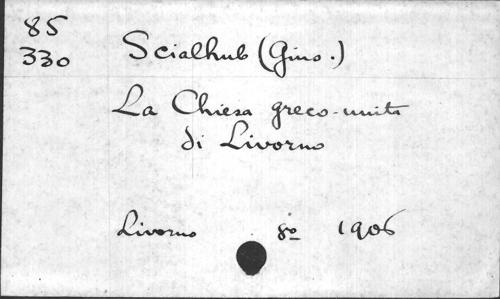 85
330
Scialhub (Gino.)
La Chiesa greco-unita
di Livorno
Livorno 8º 1906